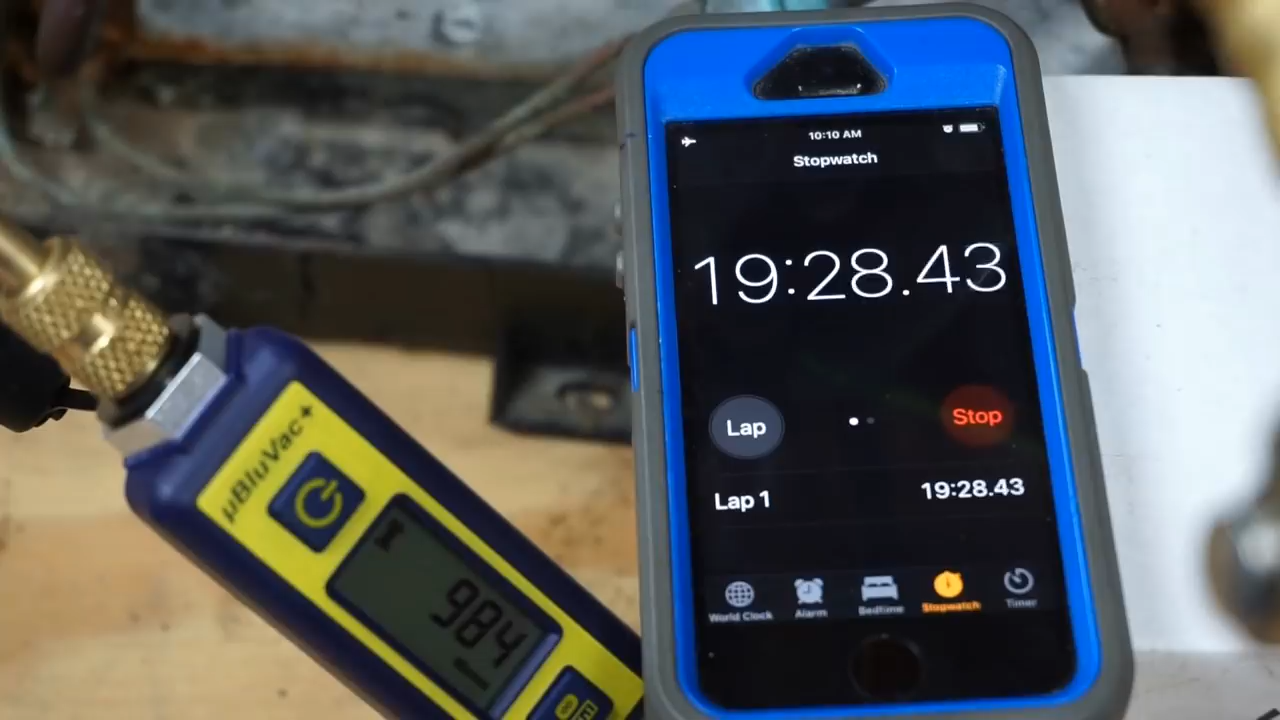 10:10 AM
Stopwatch
19:28.43
Lap
Stop
Lap 1
19:28.43
World Clock
Alarm
Bedtime
Stopwatch
Timer
µBluVac+
984